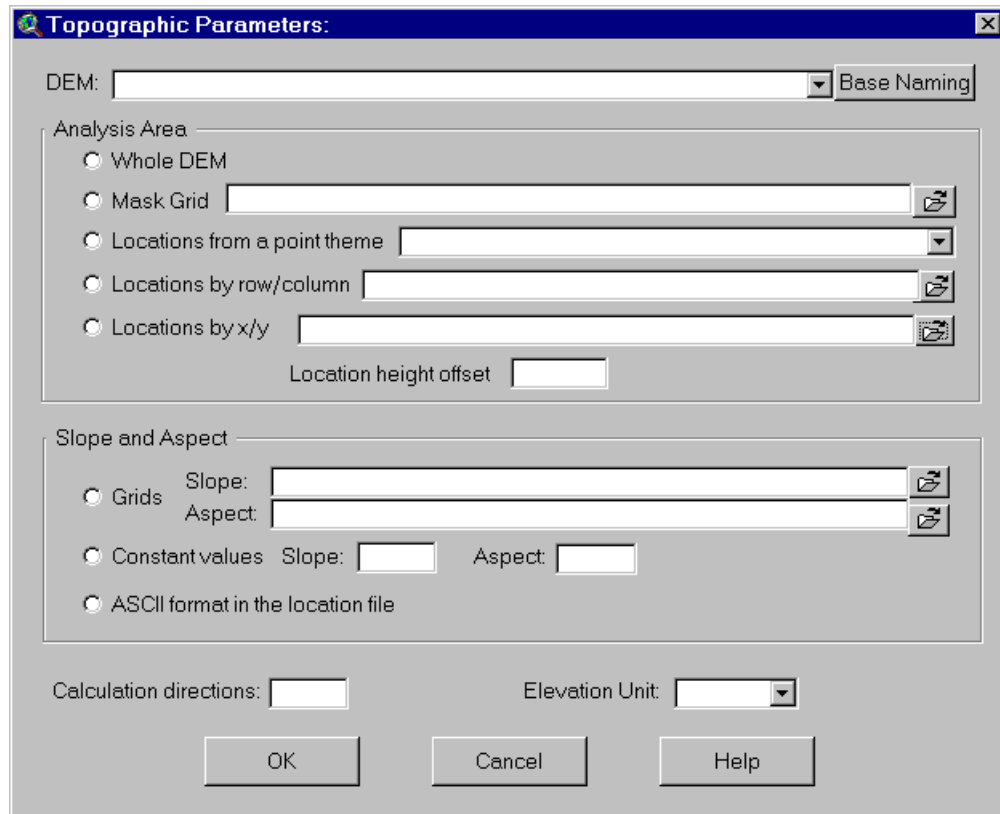 Topographic Parameters:
DEM: Base Naming
Analysis Area
Whole DEM
Mask Grid
Locations from a point theme
Locations by row/column
Locations by x/y
Location height offset
Slope and Aspect
Grids Slope:
Aspect:
Constant values Slope: Aspect:
ASCII format in the location file
Calculation directions: Elevation Unit:
OK Cancel Help